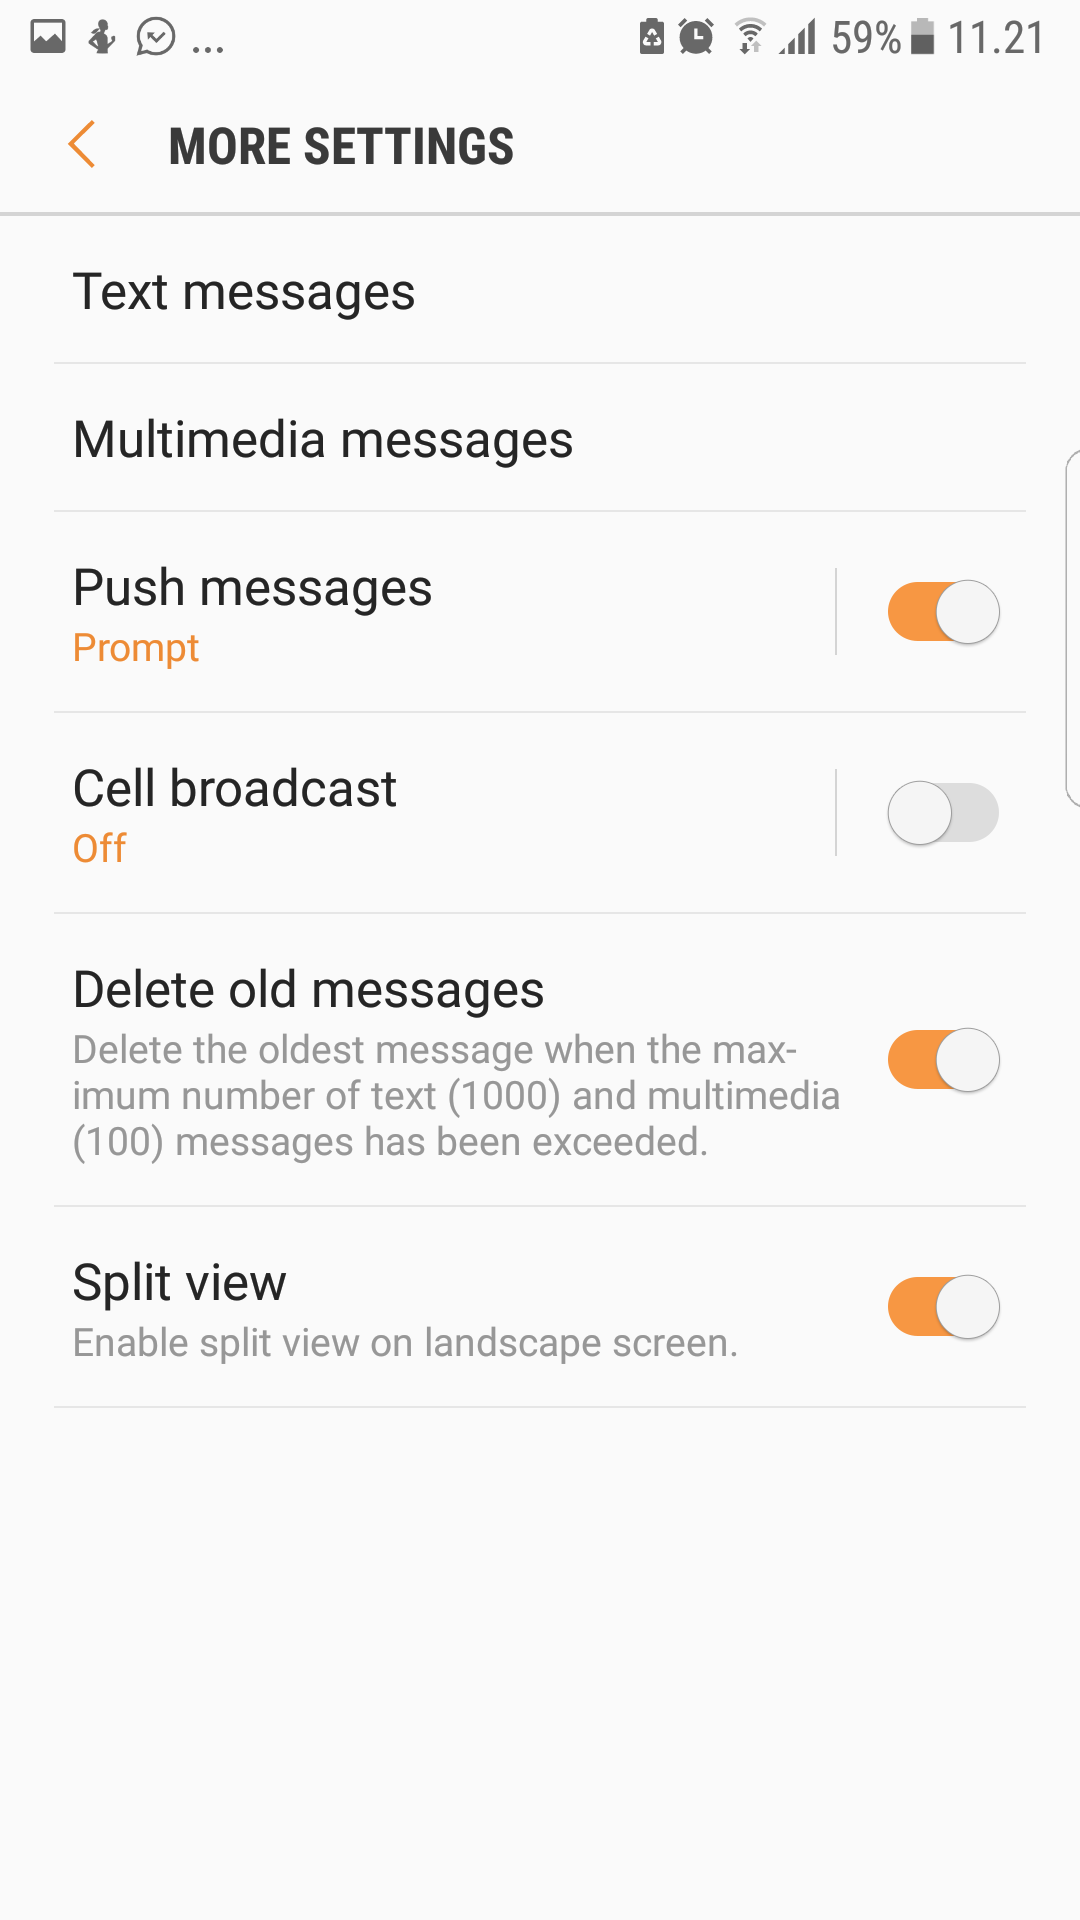 ... 59% 11.21
MORE SETTINGS
Text messages
Multimedia messages
Push messages
Prompt
Cell broadcast
Off
Delete old messages
Delete the oldest message when the max-
imum number of text (1000) and multimedia
(100) messages has been exceeded.
Split view
Enable split view on landscape screen.